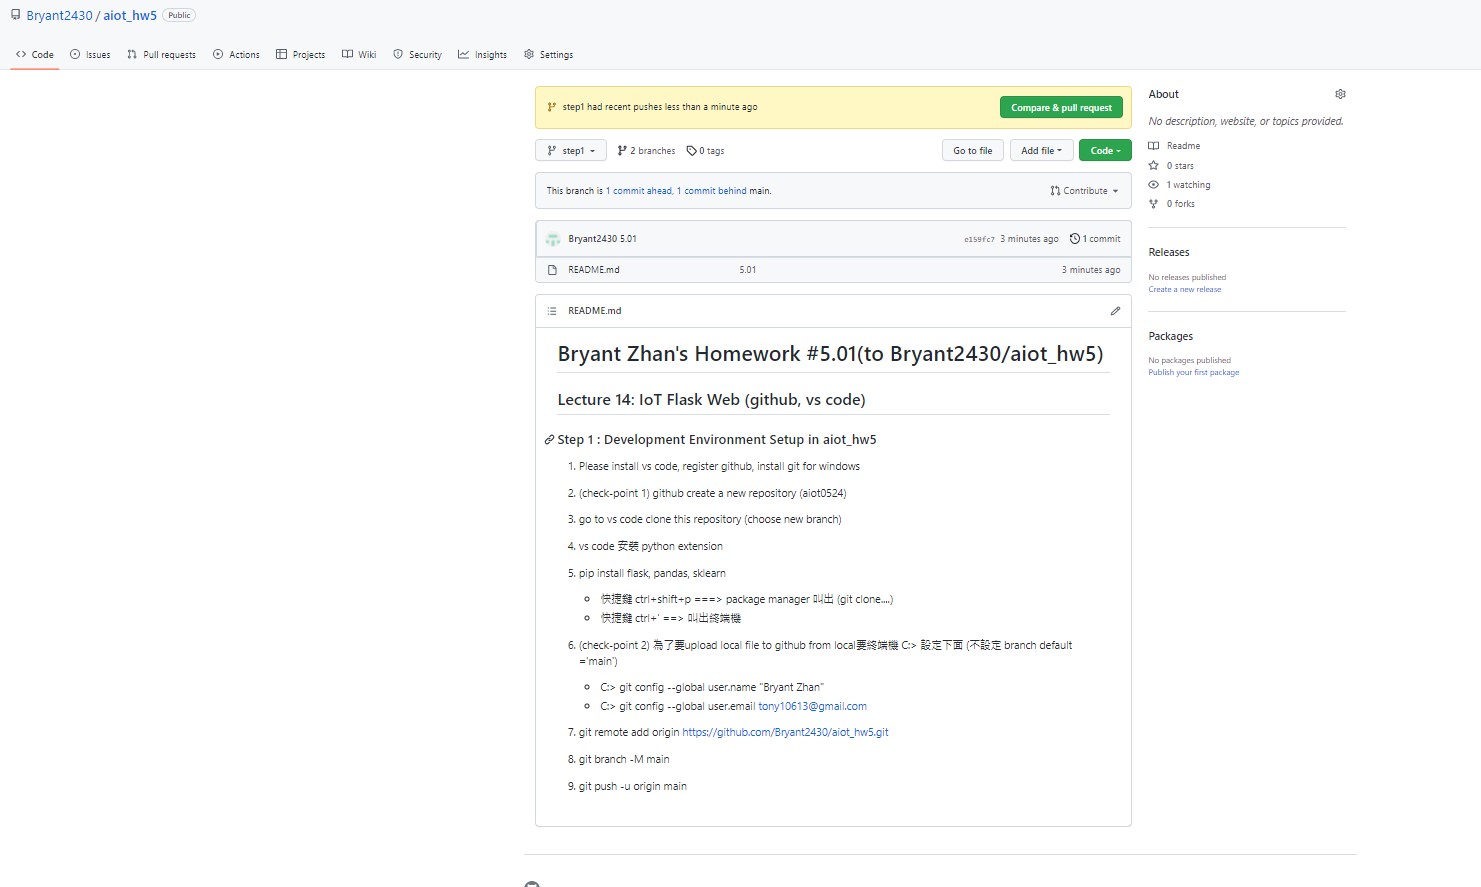 Bryant2430 / aiot_hw5 Public
Code Issues Pull requests Actions Projects Wiki Security Insights Settings
step1 had recent pushes less than a minute ago Compare & pull request
step1 2 branches 0 tags Go to file Add file Code
This branch is 1 commit ahead, 1 commit behind main. Contribute
Bryant2430 5.01 e159fc7 3 minutes ago 1 commit
README.md 5.01 3 minutes ago
README.md
Bryant Zhan's Homework #5.01(to Bryant2430/aiot_hw5)
Lecture 14: IoT Flask Web (github, vs code)
Step 1 : Development Environment Setup in aiot_hw5
1. Please install vs code, register github, install git for windows
2. (check-point 1) github create a new repository (aiot0524)
3. go to vs code clone this repository (choose new branch)
4. vs code 安裝 python extension
5. pip install flask, pandas, sklearn
快捷鍵 ctrl+shift+p ===> package manager 叫出 (git clone....)
快捷鍵 ctrl+' ==> 叫出終端機
6. (check-point 2) 為了要upload local file to github from local要終端機 C:> 設定下面 (不設定 branch default
='main')
C:> git config --global user.name "Bryant Zhan"
C:> git config --global user.email tony10613@gmail.com
7. git remote add origin https://github.com/Bryant2430/aiot_hw5.git
8. git branch -M main
9. git push -u origin main
About
No description, website, or topics provided.
Readme
0 stars
1 watching
0 forks
Releases
No releases published
Create a new release
Packages
No packages published
Publish your first package